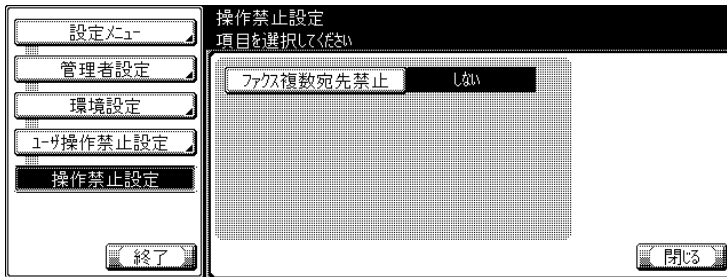 設定メニュー
管理者設定
環境設定
ユーザ操作禁止設定
操作禁止設定
終了
操作禁止設定
項目を選択してください
ファクス複数宛先禁止
しない
閉じる